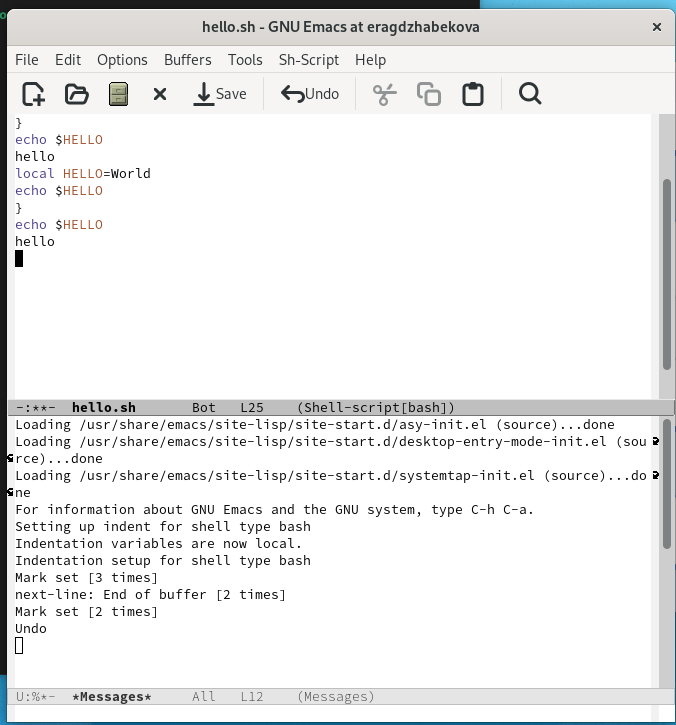 hello.sh - GNU Emacs at eragdzhabekova
File Edit Options Buffers Tools Sh-Script Help
Save Undo
}
echo $HELLO
hello
local HELLO=World
echo $HELLO
}
echo $HELLO
hello
-:**- hello.sh Bot L25 (Shell-script[bash])
Loading /usr/share/emacs/site-lisp/site-start.d/asy-init.el (source)...done
Loading /usr/share/emacs/site-lisp/site-start.d/desktop-entry-mode-init.el (sou
rce)...done
Loading /usr/share/emacs/site-lisp/site-start.d/systemtap-init.el (source)...do
ne
For information about GNU Emacs and the GNU system, type C-h C-a.
Setting up indent for shell type bash
Indentation variables are now local.
Indentation setup for shell type bash
Mark set [3 times]
next-line: End of buffer [2 times]
Mark set [2 times]
Undo
U:%*- *Messages* All L12 (Messages)